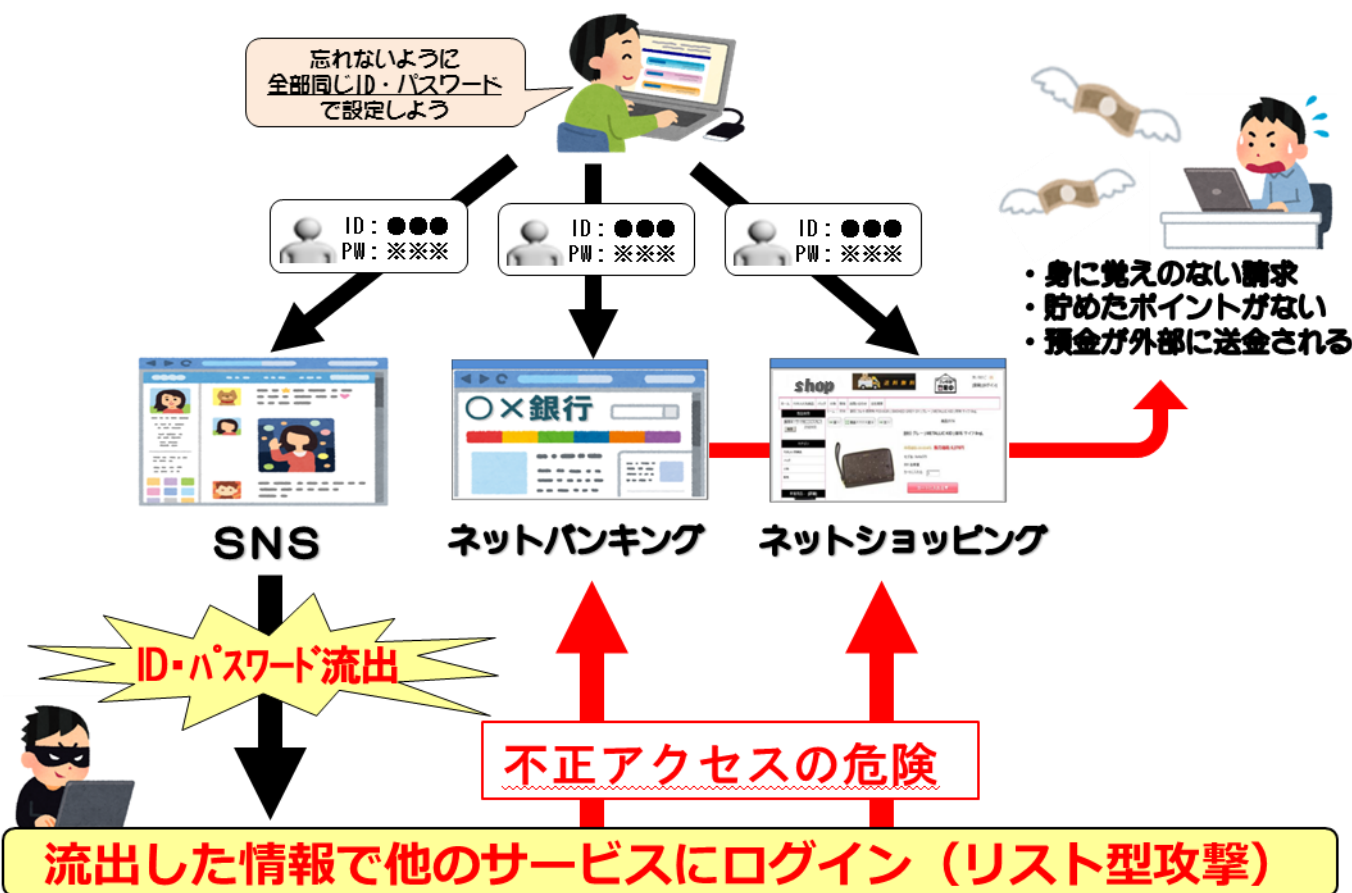 忘れないように
全部同じID・パスワード
で設定しよう
ID：●●●
PW：※※※
ID：●●●
PW：※※※
ID：●●●
PW：※※※
・身に覚えのない請求
・貯めたポイントがない
・預金が外部に送金される
○×銀行
shop
SNS
ネットバンキング
ネットショッピング
ID・パスワード流出
不正アクセスの危険
流出した情報で他のサービスにログイン（リスト型攻撃）